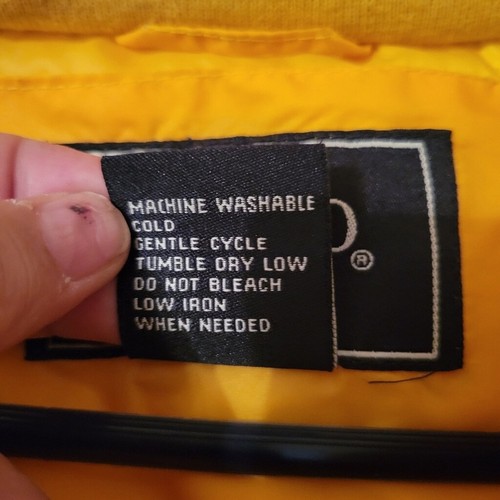 MACHINE WASHABLE
COLD
GENTLE CYCLE
TUMBLE DRY LOW
DO NOT BLEACH
LOW IRON
WHEN NEEDED
®